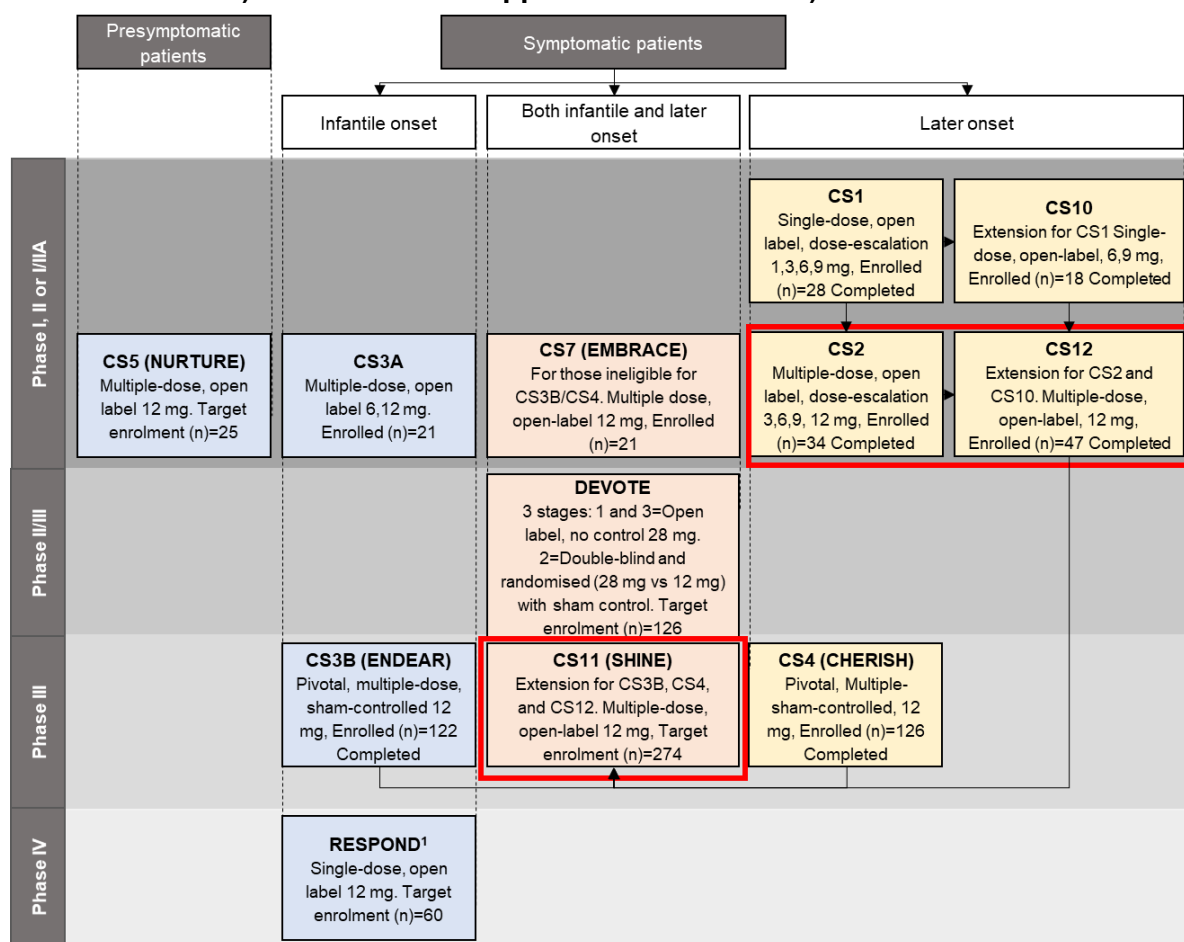 Presymptomatic
patients
Symptomatic patients
Infantile onset
Both infantile and later
onset
Later onset
Phase I, II or I/IIA
CS1
Single-dose, open
label, dose-escalation
1,3,6,9 mg, Enrolled
(n)=28 Completed
CS10
Extension for CS1 Single-
dose, open-label, 6,9 mg,
Enrolled (n)=18 Completed
CS5 (NURTURE)
Multiple-dose, open
label 12 mg. Target
enrolment (n)=25
CS3A
Multiple-dose, open
label 6,12 mg.
Enrolled (n)=21
CS7 (EMBRACE)
For those ineligible for
CS3B/CS4. Multiple dose,
open-label 12 mg, Enrolled
(n)=21
CS2
Multiple-dose, open
label, dose-escalation
3,6,9, 12 mg, Enrolled
(n)=34 Completed
CS12
Extension for CS2 and
CS10. Multiple-dose,
open-label, 12 mg,
Enrolled (n)=47 Completed
Phase II/III
DEVOTE
3 stages: 1 and 3=Open
label, no control 28 mg.
2=Double-blind and
randomised (28 mg vs 12 mg)
with sham control. Target
enrolment (n)=126
Phase III
CS3B (ENDEAR)
Pivotal, multiple-dose,
sham-controlled 12
mg, Enrolled (n)=122
Completed
CS11 (SHINE)
Extension for CS3B, CS4,
and CS12. Multiple-dose,
open-label 12 mg, Target
enrolment (n)=274
CS4 (CHERISH)
Pivotal, Multiple-
sham-controlled, 12
mg, Enrolled (n)=126
Completed
Phase IV
RESPOND¹
Single-dose, open
label 12 mg. Target
enrolment (n)=60